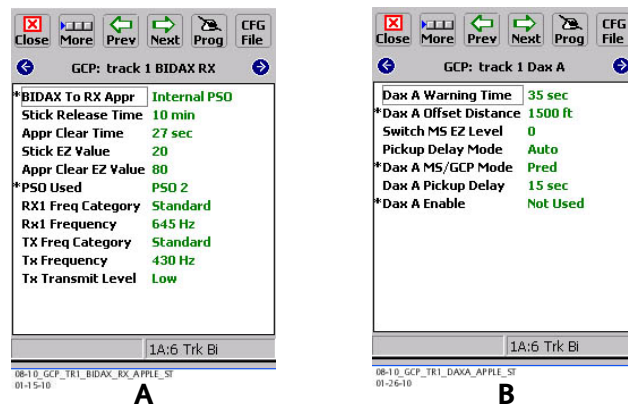 Close More Prev Next Prog CFG File
GCP: track 1 BIDAX RX
*BIDAX To RX Appr Internal PSO
Stick Release Time 10 min
Appr Clear Time 27 sec
Stick EZ Value 20
Appr Clear EZ Value 80
*PSO Used PSO 2
RX1 Freq Category Standard
Rx1 Frequency 645 Hz
TX Freq Category Standard
Tx Frequency 430 Hz
Tx Transmit Level Low
1A:6 Trk Bi
08-10_GCP_TR1_BIDAX_RX_APPLE_ST
01-15-10
A
Close More Prev Next Prog CFG File
GCP: track 1 Dax A
Dax A Warning Time 35 sec
*Dax A Offset Distance 1500 ft
Switch MS EZ Level 0
Pickup Delay Mode Auto
*Dax A MS/GCP Mode Pred
Dax A Pickup Delay 15 sec
*Dax A Enable Not Used
1A:6 Trk Bi
08-10_GCP_TR1_DAXA_APPLE_ST
01-26-10
B